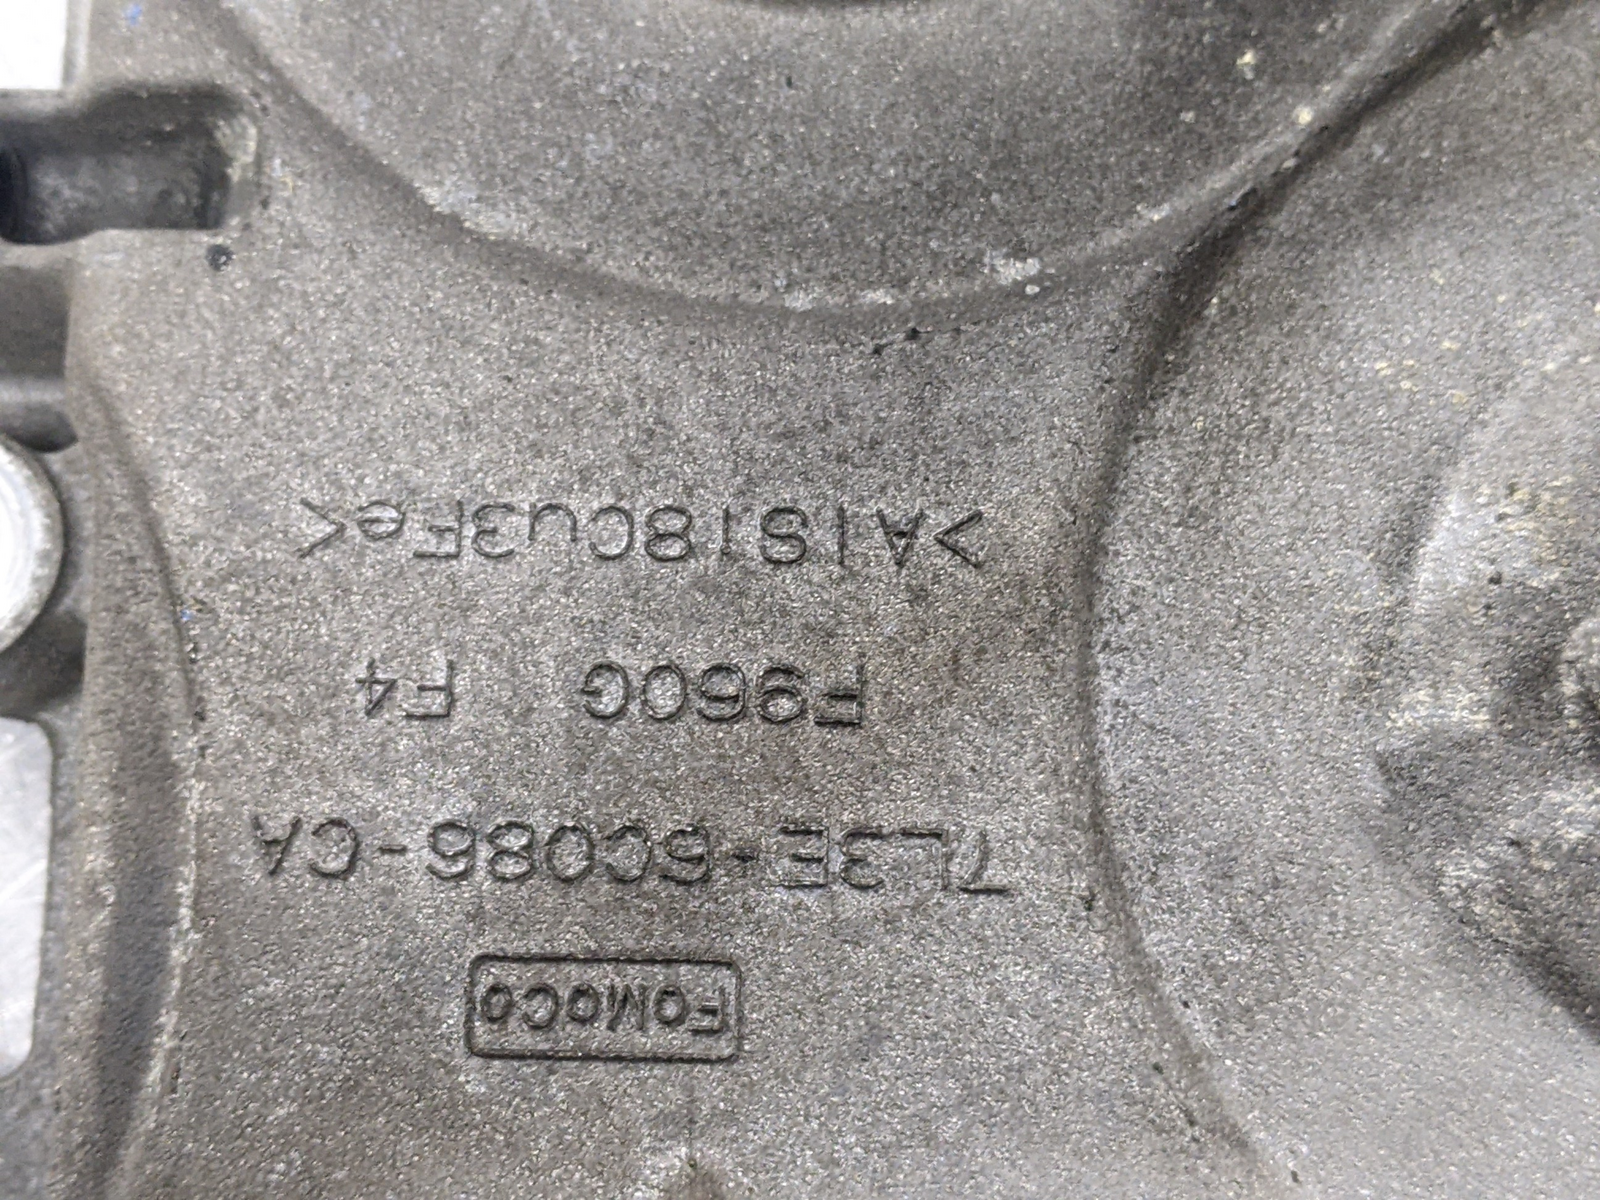 FoMoCo
7L3E-6C086-CA
F960G F4
>AlSi8Cu3Fe<